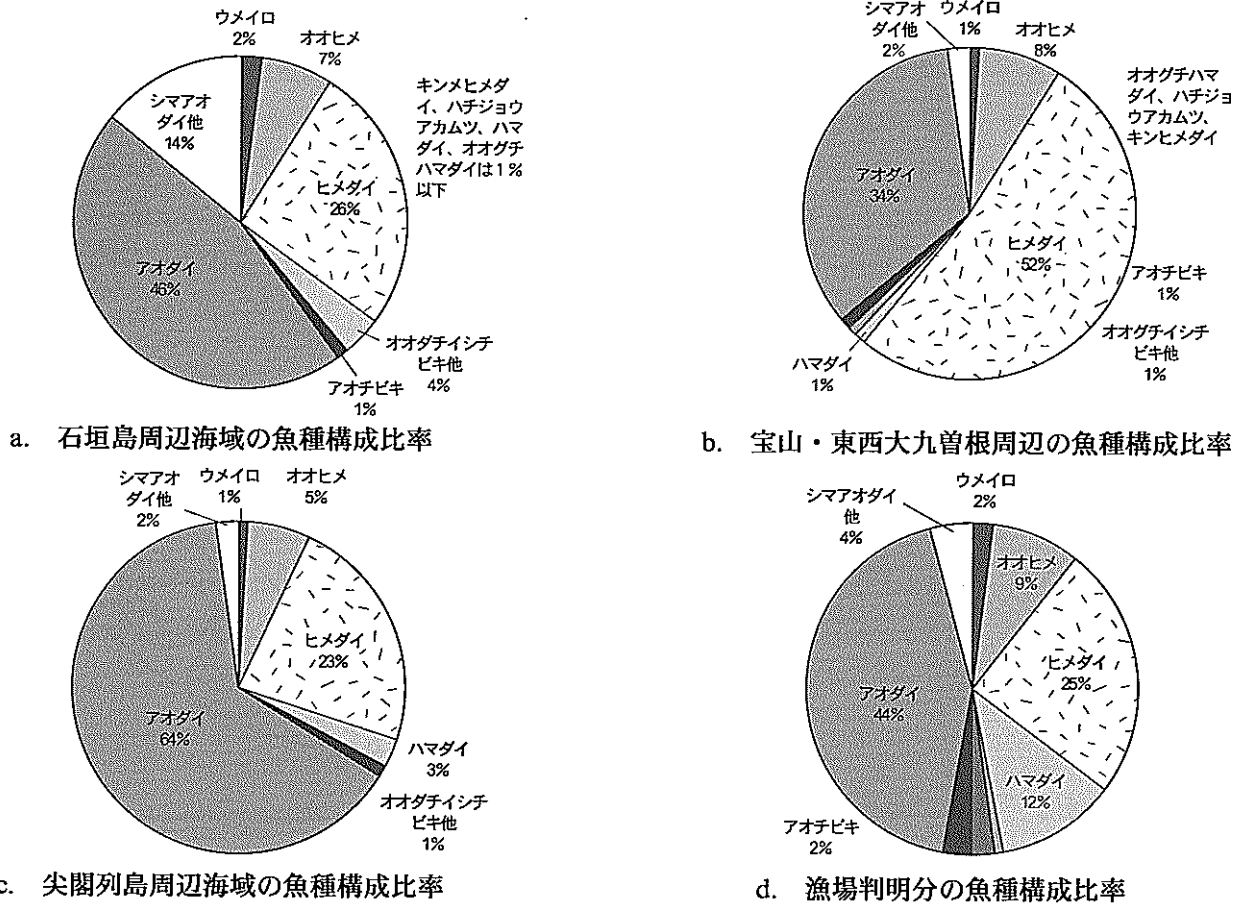 ウメイロ
2%
オオヒメ
7%
キンメヒメダ
イ、ハチジョウ
アカムツ、ハマ
ダイ、オオグチ
ハマダイは1%
以下
シマアオ
ダイ他
14%
ヒメダイ
26%
アオダイ
46%
オオダチイシチ
ビキ他
4%
アオチビキ
1%
a. 石垣島周辺海域の魚種構成比率
シマアオ
ダイ他
2%
ウメイロ
1%
オオヒメ
8%
オオグチハマ
ダイ、ハチジョ
ウアカムツ、
キンヒメダイ
アオダイ
34%
ヒメダイ
52%
アオチビキ
1%
オオグチイシチ
ビキ他
1%
ハマダイ
1%
b. 宝山・東西大九曽根周辺の魚種構成比率
シマアオ
ダイ他
2%
ウメイロ
1%
オオヒメ
5%
ヒメダイ
23%
アオダイ
64%
ハマダイ
3%
オオダチイシチ
ビキ他
1%
c. 尖閣列島周辺海域の魚種構成比率
シマアオダイ
他
4%
ウメイロ
2%
オオヒメ
9%
ヒメダイ
25%
アオダイ
44%
ハマダイ
12%
アオチビキ
2%
d. 漁場判明分の魚種構成比率